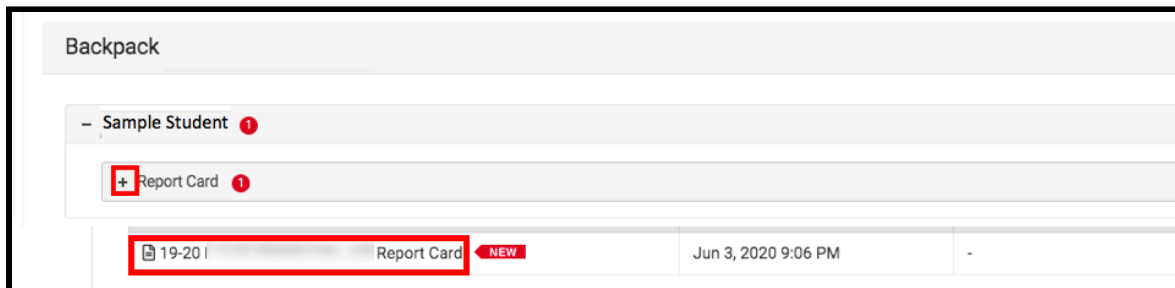 Backpack
– Sample Student 1
+ Report Card 1
19-20 Report Card NEW Jun 3, 2020 9:06 PM -